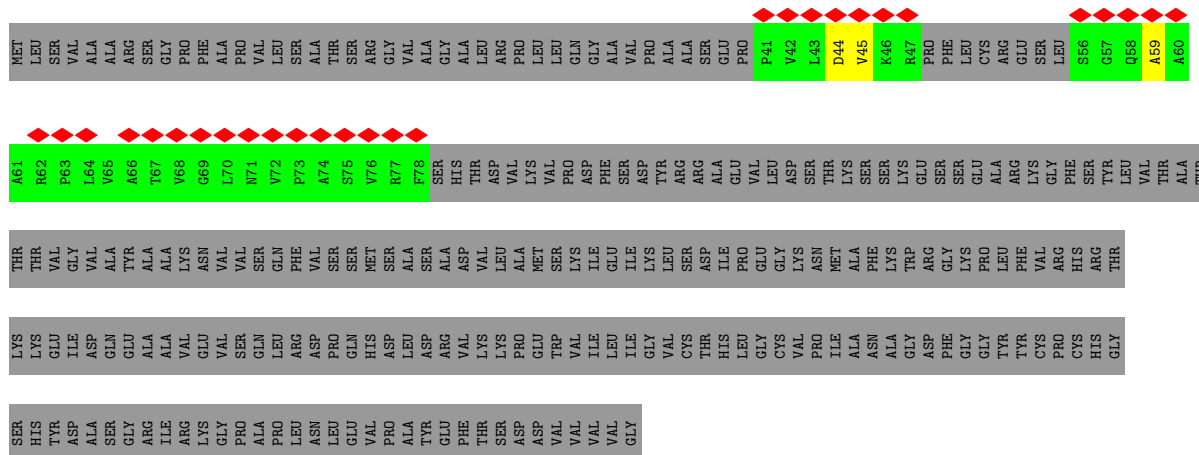 MET LEU SER VAL ALA ALA ARG SER GLY PRO PHE ALA PRO VAL LEU SER ALA THR SER ARG GLY VAL ALA GLY ALA LEU ARG PRO LEU LEU GLN GLY ALA VAL PRO ALA ALA SER GLU PRO P41 V42 L43 D44 V45 K46 R47 PRO PHE LEU CYS ARG GLU SER LEU S56 G57 Q58 A59 A60
A61 R62 P63 L64 V65 A66 T67 V68 G69 L70 N71 V72 P73 A74 S75 V76 R77 F78 SER HIS THR ASP VAL LYS VAL PRO ASP PHE SER ASP TYR ARG ARG ALA GLU VAL LEU ASP SER THR LYS SER SER LYS GLU SER SER GLU ALA ARG LYS GLY PHE SER TYR LEU VAL THR ALA
THR THR VAL GLY VAL ALA TYR ALA ALA LYS ASN VAL VAL SER GLN PHE VAL SER SER MET SER ALA SER ALA ASP VAL LEU ALA MET SER LYS ILE GLU ILE LYS LEU SER ASP ILE PRO GLU GLY LYS ASN MET ALA PHE LYS TRP ARG GLY LYS PRO LEU PHE VAL ARG HIS ARG THR
LYS LYS GLU ILE ASP GLN GLU ALA ALA VAL GLU VAL SER GLN LEU ARG ASP PRO GLN HIS ASP LEU ASP ARG VAL LYS LYS PRO GLU TRP VAL ILE LEU ILE GLY VAL CYS THR HIS LEU GLY CYS VAL PRO ILE ALA ASN ALA GLY ASP PHE GLY GLY TYR TYR CYS PRO CYS HIS GLY
SER HIS TYR ASP ALA SER GLY ARG ILE ARG LYS GLY PRO ALA PRO LEU ASN LEU GLU VAL PRO ALA TYR GLU PHE THR SER ASP ASP VAL VAL VAL VAL GLY